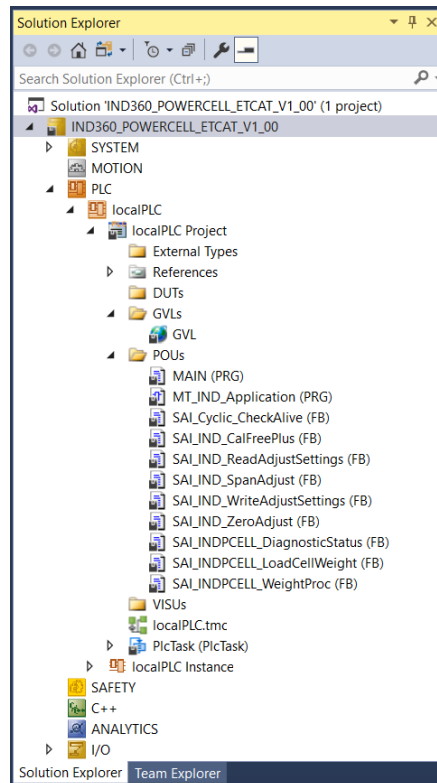 Solution Explorer
Search Solution Explorer (Ctrl+;)
Solution 'IND360_POWERCELL_ETCAT_V1_00' (1 project)
IND360_POWERCELL_ETCAT_V1_00
SYSTEM
MOTION
PLC
localPLC
localPLC Project
External Types
References
DUTs
GVLs
GVL
POUs
MAIN (PRG)
MT_IND_Application (PRG)
SAI_Cyclic_CheckAlive (FB)
SAI_IND_CalFreePlus (FB)
SAI_IND_ReadAdjustSettings (FB)
SAI_IND_SpanAdjust (FB)
SAI_IND_WriteAdjustSettings (FB)
SAI_IND_ZeroAdjust (FB)
SAI_INDPCELL_DiagnosticStatus (FB)
SAI_INDPCELL_LoadCellWeight (FB)
SAI_INDPCELL_WeightProc (FB)
VISUs
localPLC.tmc
PlcTask (PlcTask)
localPLC Instance
SAFETY
C++
ANALYTICS
I/O
Solution Explorer Team Explorer